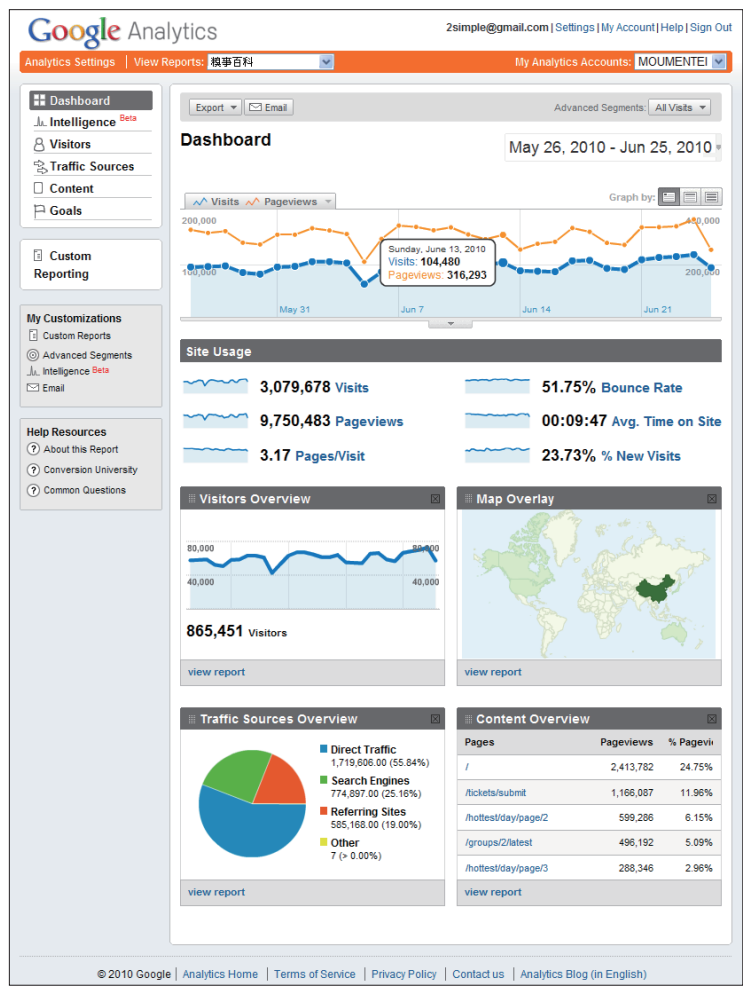 Google Analytics
2simple@gmail.com | Settings | My Account | Help | Sign Out
Analytics Settings | View Reports: 糗事百科
My Analytics Accounts: MOUMENTEI
Dashboard
Intelligence Beta
Visitors
Traffic Sources
Content
Goals
Custom
Reporting
My Customizations
Custom Reports
Advanced Segments
Intelligence Beta
Email
Help Resources
About this Report
Conversion University
Common Questions
Export Email
Advanced Segments: All Visits
Dashboard
May 26, 2010 - Jun 25, 2010
Visits Pageviews
Graph by:
200,000
100,000
200,000
Sunday, June 13, 2010
Visits: 104,480
Pageviews: 316,293
May 31 Jun 7 Jun 14 Jun 21
Site Usage
3,079,678 Visits
51.75% Bounce Rate
9,750,483 Pageviews
00:09:47 Avg. Time on Site
3.17 Pages/Visit
23.73% % New Visits
Visitors Overview
80,000 80,000
40,000 40,000
865,451 Visitors
view report
Map Overlay
view report
Traffic Sources Overview
Direct Traffic
1,719,606.00 (55.84%)
Search Engines
774,897.00 (25.16%)
Referring Sites
585,168.00 (19.00%)
Other
7 (> 0.00%)
view report
Content Overview
Pages Pageviews % Pagevi
/ 2,413,782 24.75%
/tickets/submit 1,166,087 11.96%
/hottest/day/page/2 599,286 6.15%
/groups/2/latest 496,192 5.09%
/hottest/day/page/3 288,346 2.96%
view report
© 2010 Google | Analytics Home | Terms of Service | Privacy Policy | Contact us | Analytics Blog (in English)